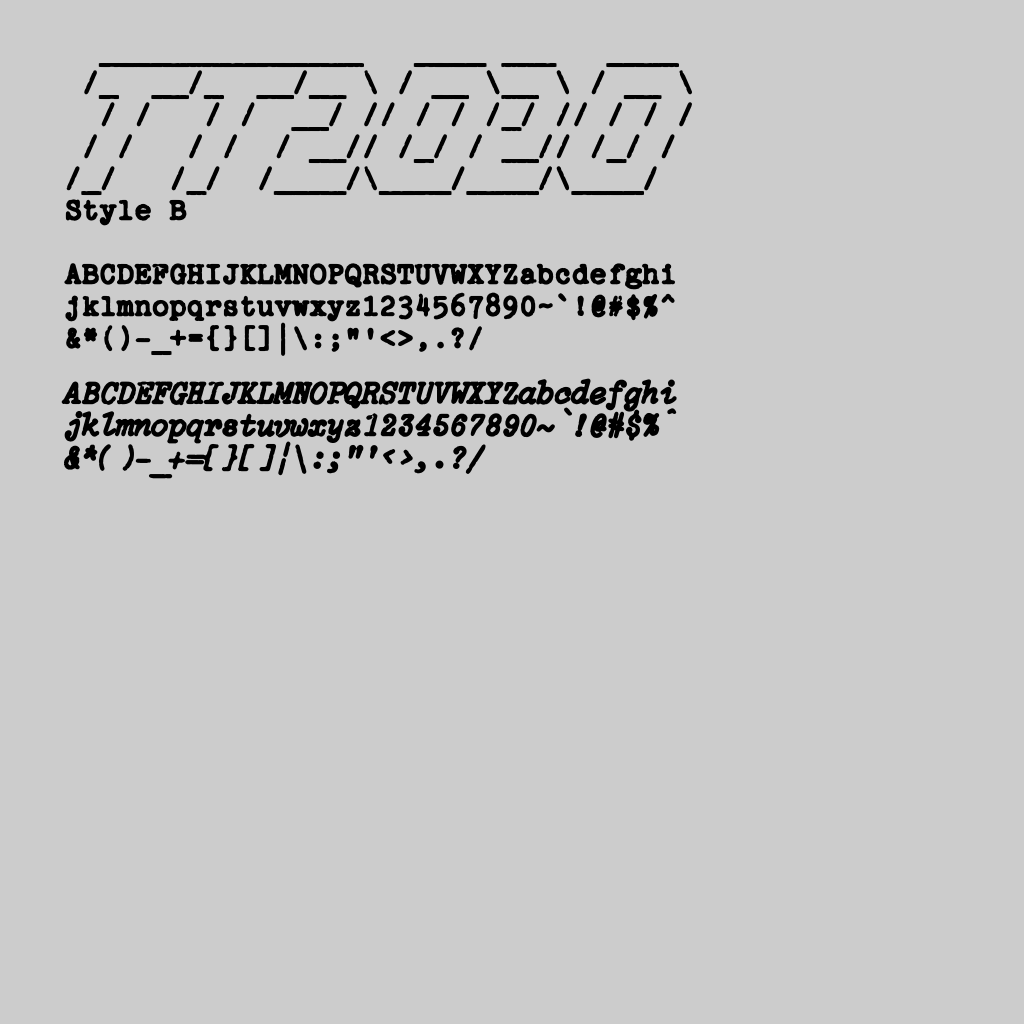 TT2020
Style B
ABCDEFGHIJKLMNOPQRSTUVWXYZabcdefghi
jklmnopqrstuvwxyz1234567890~`!@#$%^
&*()-_+={}[]|\:;"'<>,.?/
ABCDEFGHIJKLMNOPQRSTUVWXYZabcdefghi
jklmnopqrstuvwxyz1234567890~`!@#$%^
&*()-_+={}[]|\:;"'<>,.?/